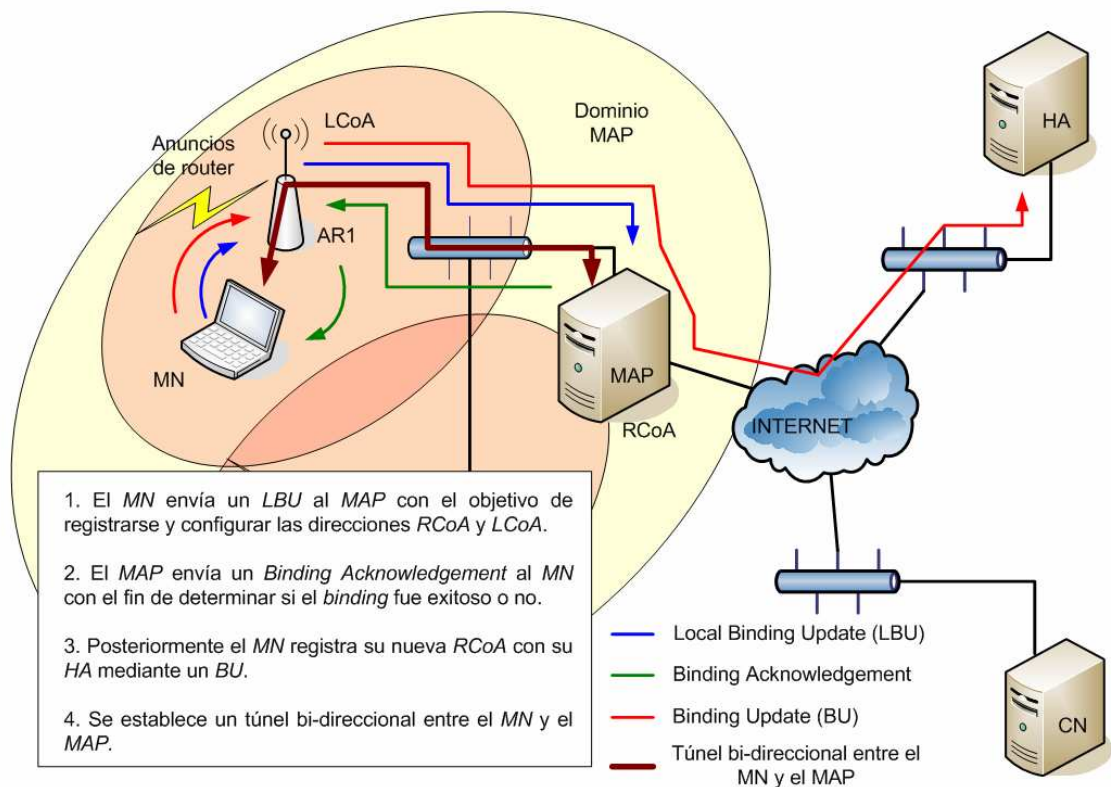 LCoA
Anuncios
de router
AR1
MN
Dominio
MAP
MAP
RCoA
HA
INTERNET
CN
1. El MN envía un LBU al MAP con el objetivo de
registrarse y configurar las direcciones RCoA y LCoA.
2. El MAP envía un Binding Acknowledgement al MN
con el fin de determinar si el binding fue exitoso o no.
3. Posteriormente el MN registra su nueva RCoA con su
HA mediante un BU.
4. Se establece un túnel bi-direccional entre el MN y el
MAP.
Local Binding Update (LBU)
Binding Acknowledgement
Binding Update (BU)
Túnel bi-direccional entre el
MN y el MAP